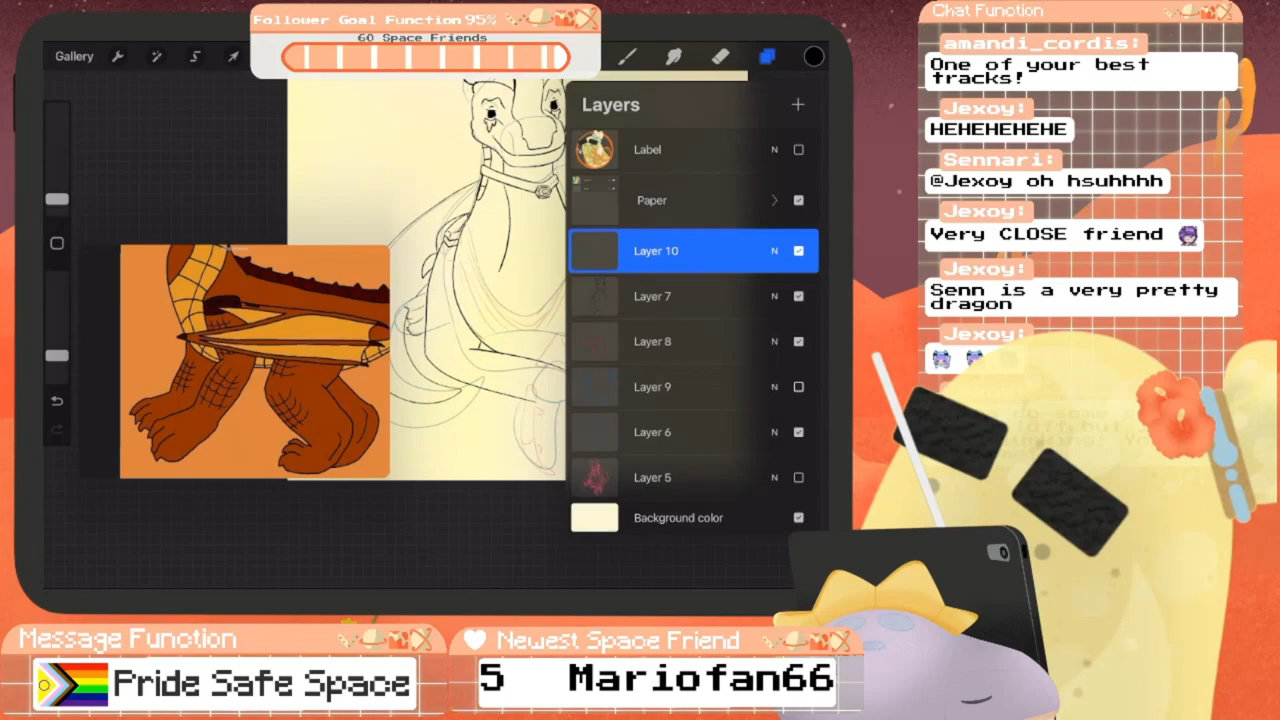 Follower Goal Function 95%
60 Space Friends
Gallery
Layers
Label N
Paper
Layer 10 N
Layer 7 N
Layer 8 N
Layer 9 N
Layer 6 N
Layer 5 N
Background color
Chat Function
amandi_cordis:
One of your best
tracks!
Jexoy:
HEHEHEHEHE
Sennari:
@Jexoy oh hsuhhhh
Jexoy:
Very CLOSE friend
Jexoy:
Senn is a very pretty
dragon
Jexoy:
Message Function
Pride Safe Space
Newest Space Friend
5 Mariofan66